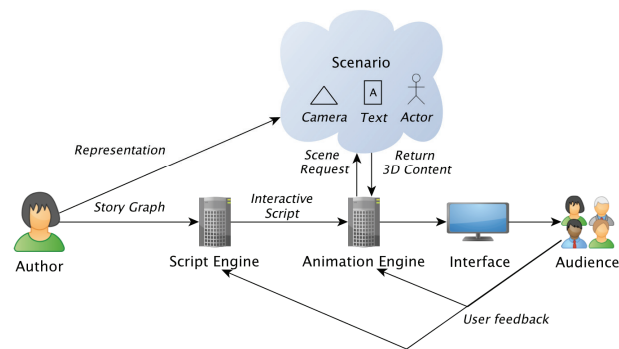 Scenario
A
Camera
Text
Actor
Representation
Scene
Request
Return
3D Content
Story Graph
Interactive
Script
Author
Script Engine
Animation Engine
Interface
Audience
User feedback